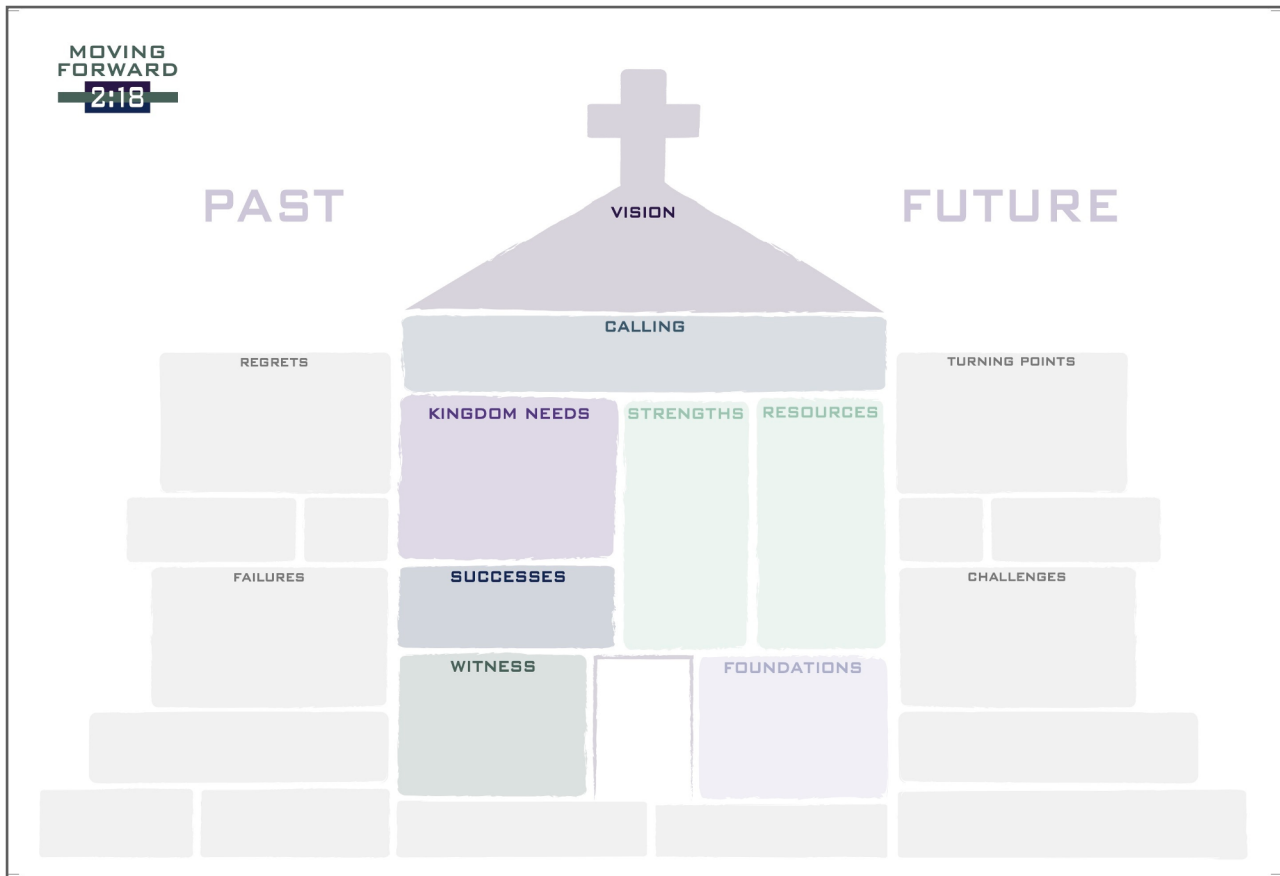 MOVING
FORWARD
2:18
PAST
FUTURE
VISION
CALLING
REGRETS
TURNING POINTS
KINGDOM NEEDS
STRENGTHS
RESOURCES
FAILURES
SUCCESSES
CHALLENGES
WITNESS
FOUNDATIONS